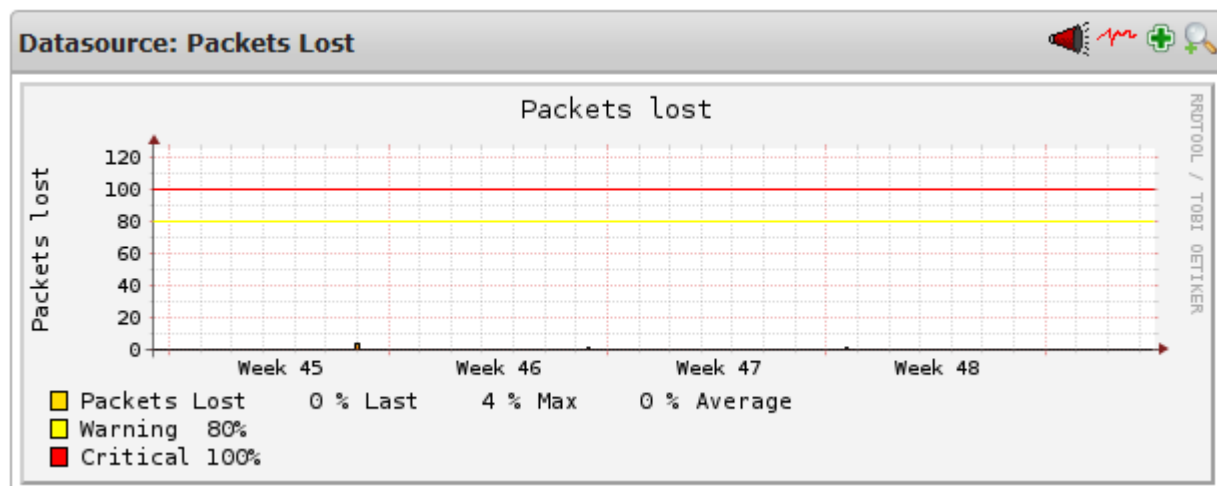 Datasource: Packets Lost
Packets lost
RRDTOOL / TOBI OETIKER
Packets lost
120
100
80
60
40
20
0
Week 45 Week 46 Week 47 Week 48
Packets Lost 0 % Last 4 % Max 0 % Average
Warning 80%
Critical 100%